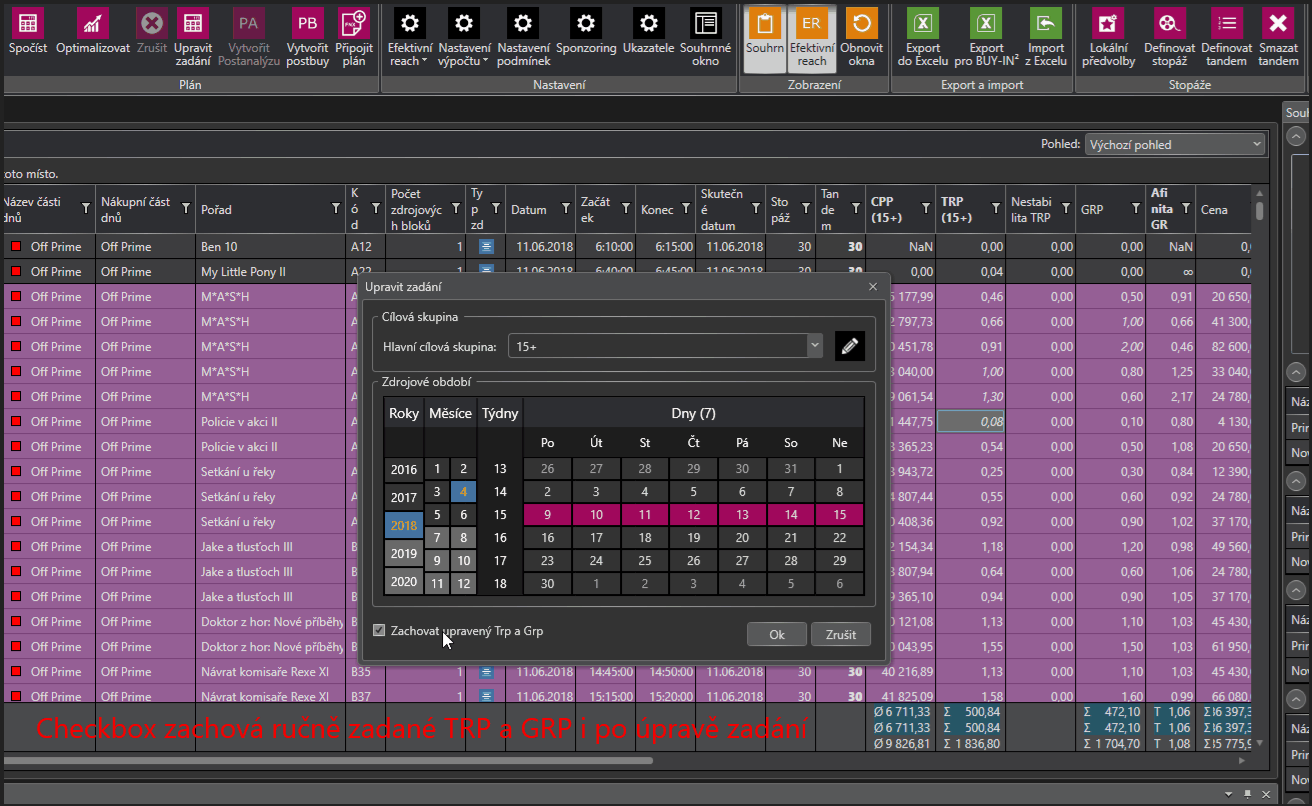 Spočíst
Optimalizovat
Zrušit
Upravit zadání
PA Vytvořit Postanalýzu
PB Vytvořit postbuy
Připojit plán
Efektivní reach
Nastavení výpočtu
Nastavení podmínek
Sponzoring
Ukazatele
Souhrnné okno
Souhrn
ER Efektivní reach
Obnovit okna
Export do Excelu
Export pro BUY-IN²
Import z Excelu
Lokální předvolby
Definovat stopáž
Definovat tandem
Smazat tandem
Plán Nastavení Zobrazení Export a import Stopáže
Pohled: Výchozí pohled
oto místo.
Název části dnů Nákupní část dnů Pořad Kód Počet zdrojových bloků Typ zd Datum Začátek Konec Skutečné datum Stopáž Tandem CPP (15+) TRP (15+) Nestabilita TRP GRP Afinita GR Cena
Off Prime Off Prime Ben 10 A12 1 11.06.2018 6:10:00 6:15:00 11.06.2018 30 30 NaN 0,00 0,00 0,00 NaN 0,
Off Prime Off Prime My Little Pony II A22 1 11.06.2018 6:40:00 6:45:00 11.06.2018 30 30 0,00 0,04 0,00 0,00 ∞ 0,
Off Prime Off Prime M*A*S*H 177,99 0,46 0,00 0,50 0,91 20 650,
Off Prime Off Prime M*A*S*H 797,73 0,66 0,00 1,00 0,66 41 300,
Off Prime Off Prime M*A*S*H 451,78 0,91 0,00 2,00 0,46 82 600,
Off Prime Off Prime M*A*S*H 040,00 1,00 0,00 0,80 1,25 33 040,
Off Prime Off Prime M*A*S*H 061,54 1,30 0,00 0,60 2,17 24 780,
Off Prime Off Prime Policie v akci II 447,75 0,08 0,00 0,10 0,80 4 130,
Off Prime Off Prime Policie v akci II 365,23 0,54 0,00 0,50 1,08 20 650,
Off Prime Off Prime Setkání u řeky 943,72 0,25 0,00 0,30 0,84 12 390,
Off Prime Off Prime Setkání u řeky 807,44 0,55 0,00 0,60 0,92 24 780,
Off Prime Off Prime Setkání u řeky 408,36 0,92 0,00 0,90 1,02 37 170,
Off Prime Off Prime Jake a tlusťoch III 154,34 1,18 0,00 1,20 0,98 49 560,
Off Prime Off Prime Jake a tlusťoch III 807,94 0,64 0,00 0,60 1,06 24 780,
Off Prime Off Prime Jake a tlusťoch III 365,10 0,94 0,00 0,90 1,05 37 170,
Off Prime Off Prime Doktor z hor: Nové příběhy 121,08 1,13 0,00 1,10 1,03 45 430,
Off Prime Off Prime Doktor z hor: Nové příběhy 043,95 1,55 0,00 1,50 1,03 61 950,
Off Prime Off Prime Návrat komisaře Rexe XI B35 1 11.06.2018 14:45:00 14:50:00 11.06.2018 30 30 40 216,89 1,13 0,00 1,10 1,03 45 430,
Off Prime Off Prime Návrat komisaře Rexe XI B37 1 11.06.2018 15:15:00 15:20:00 11.06.2018 30 30 41 825,09 1,58 0,00 1,60 0,99 66 080,
Ø 6 711,33 Σ 500,84 Σ 472,10 T 1,06 Σ 36 397,3
Ø 6 711,33 Σ 500,84 Σ 472,10 T 1,06 Σ 36 397,3
Ø 9 826,81 Σ 1 836,80 Σ 1 704,70 T 1,08 Σ 35 775,9
Checkbox zachová ručně zadané TRP a GRP i po úpravě zadání
Upravit zadání
Cílová skupina
Hlavní cílová skupina: 15+
Zdrojové období
Roky Měsíce Týdny Dny (7)
Po Út St Čt Pá So Ne
2016 1 2 13 26 27 28 29 30 31 1
2017 3 4 14 2 3 4 5 6 7 8
2018 5 6 15 9 10 11 12 13 14 15
7 8 16 16 17 18 19 20 21 22
2019 9 10 17 23 24 25 26 27 28 29
2020 11 12 18 30 1 2 3 4 5 6
Zachovat upravený Trp a Grp
Ok Zrušit
Souh
Náz
Prin
Nov
Náz
Prin
Nov
Náz
Prin
Nov
Náz
Prin
Nov